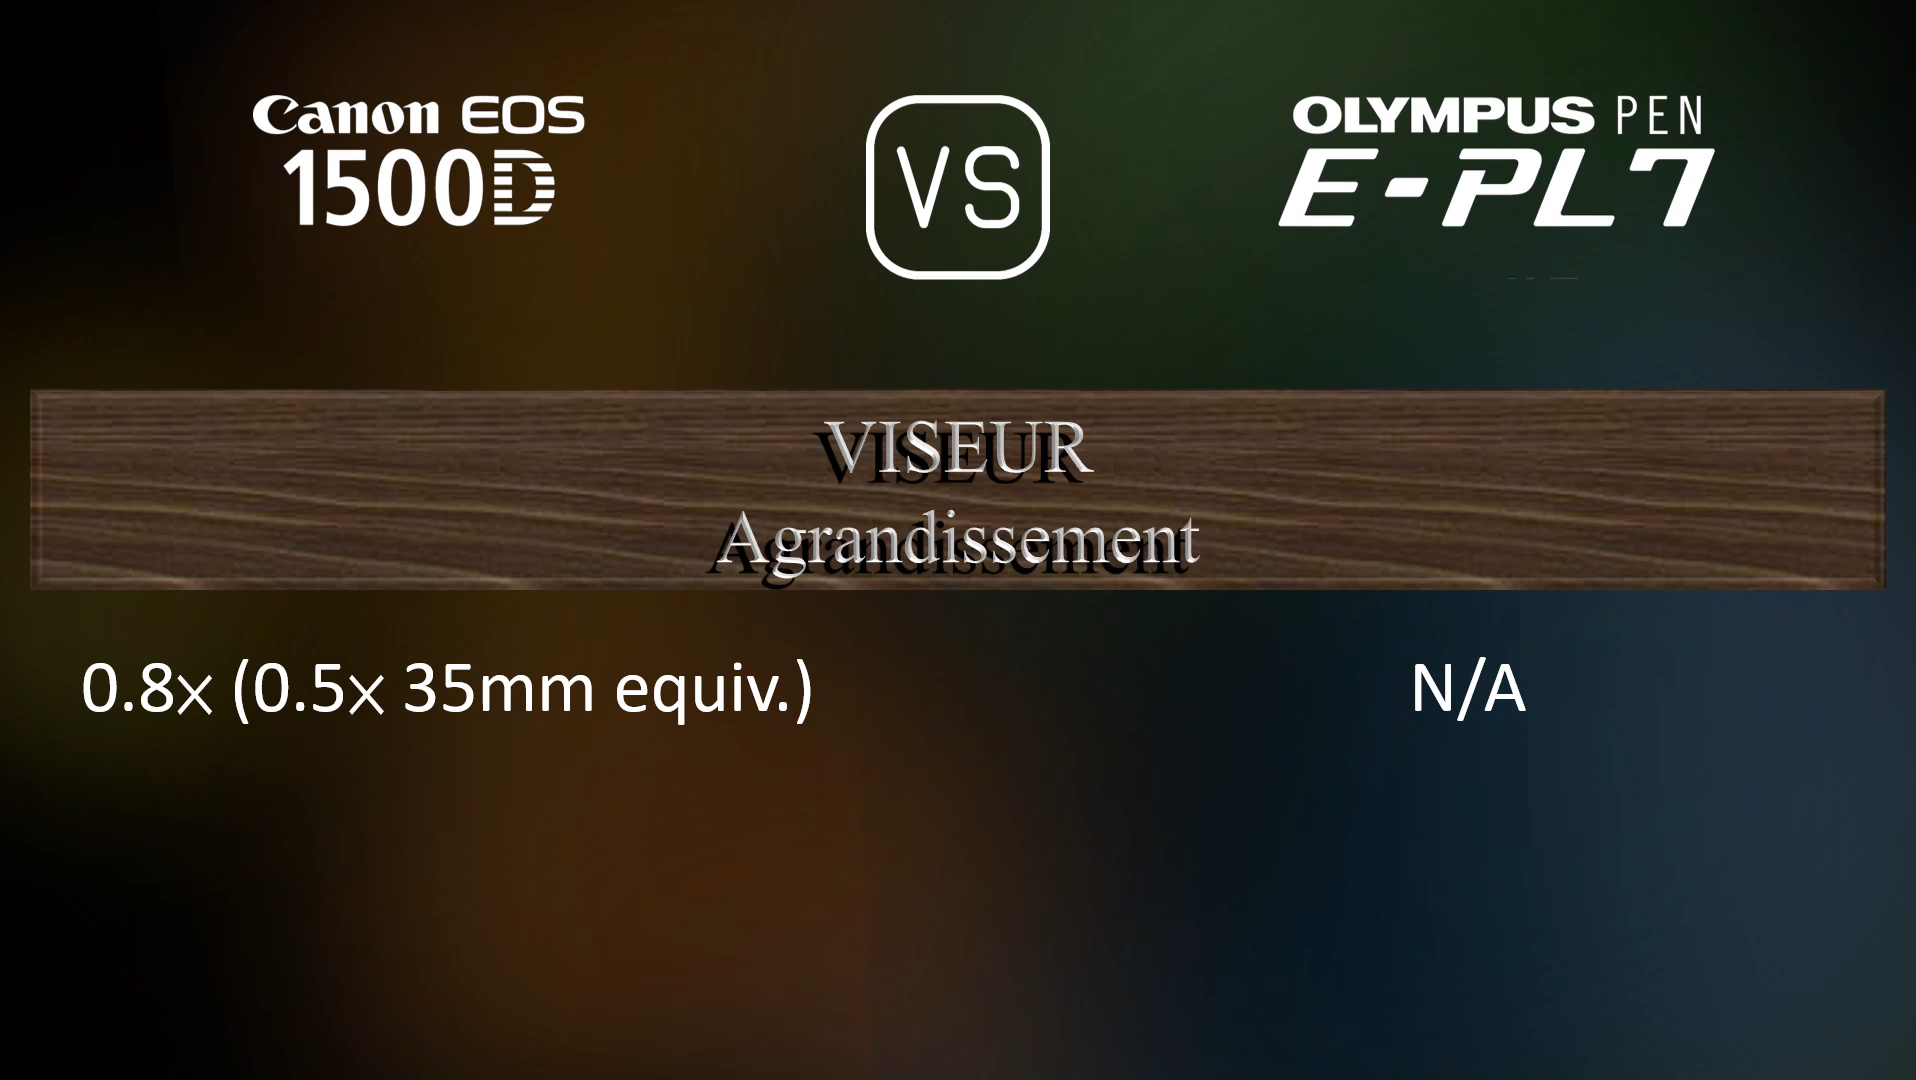 Canon EOS
1500D
VS
OLYMPUS PEN
E-PL7
VISEUR
Agrandissement
0.8x (0.5x 35mm equiv.)
N/A